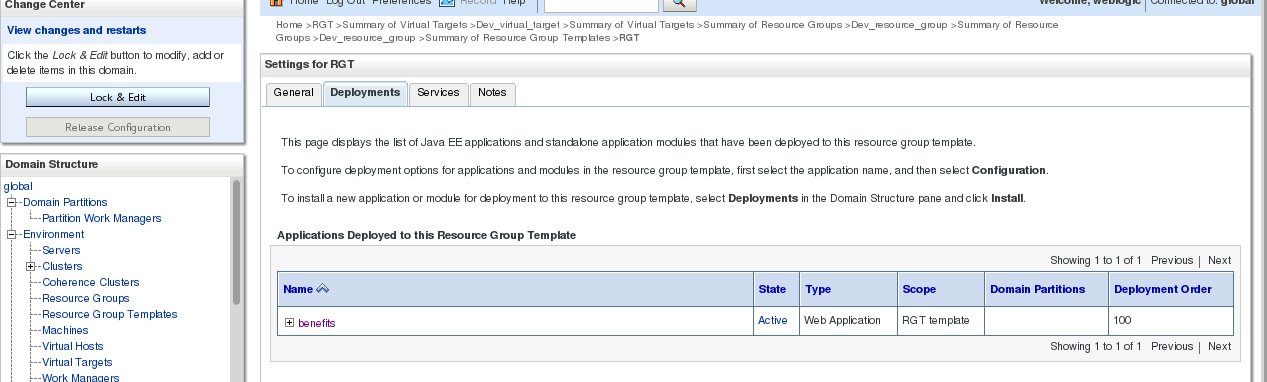 Change Center
Home Log Out Preferences Record Help
Welcome, weblogic Connected to: global
View changes and restarts
Click the Lock & Edit button to modify, add or
delete items in this domain.
Lock & Edit
Release Configuration
Domain Structure
global
Domain Partitions
Partition Work Managers
Environment
Servers
Clusters
Coherence Clusters
Resource Groups
Resource Group Templates
Machines
Virtual Hosts
Virtual Targets
Work Managers
Home >RGT >Summary of Virtual Targets >Dev_virtual_target >Summary of Virtual Targets >Summary of Resource Groups >Dev_resource_group >Summary of Resource
Groups >Dev_resource_group >Summary of Resource Group Templates >RGT
Settings for RGT
General Deployments Services Notes
This page displays the list of Java EE applications and standalone application modules that have been deployed to this resource group template.
To configure deployment options for applications and modules in the resource group template, first select the application name, and then select Configuration.
To install a new application or module for deployment to this resource group template, select Deployments in the Domain Structure pane and click Install.
Applications Deployed to this Resource Group Template
Showing 1 to 1 of 1 Previous | Next
Name State Type Scope Domain Partitions Deployment Order
benefits Active Web Application RGT template 100
Showing 1 to 1 of 1 Previous | Next